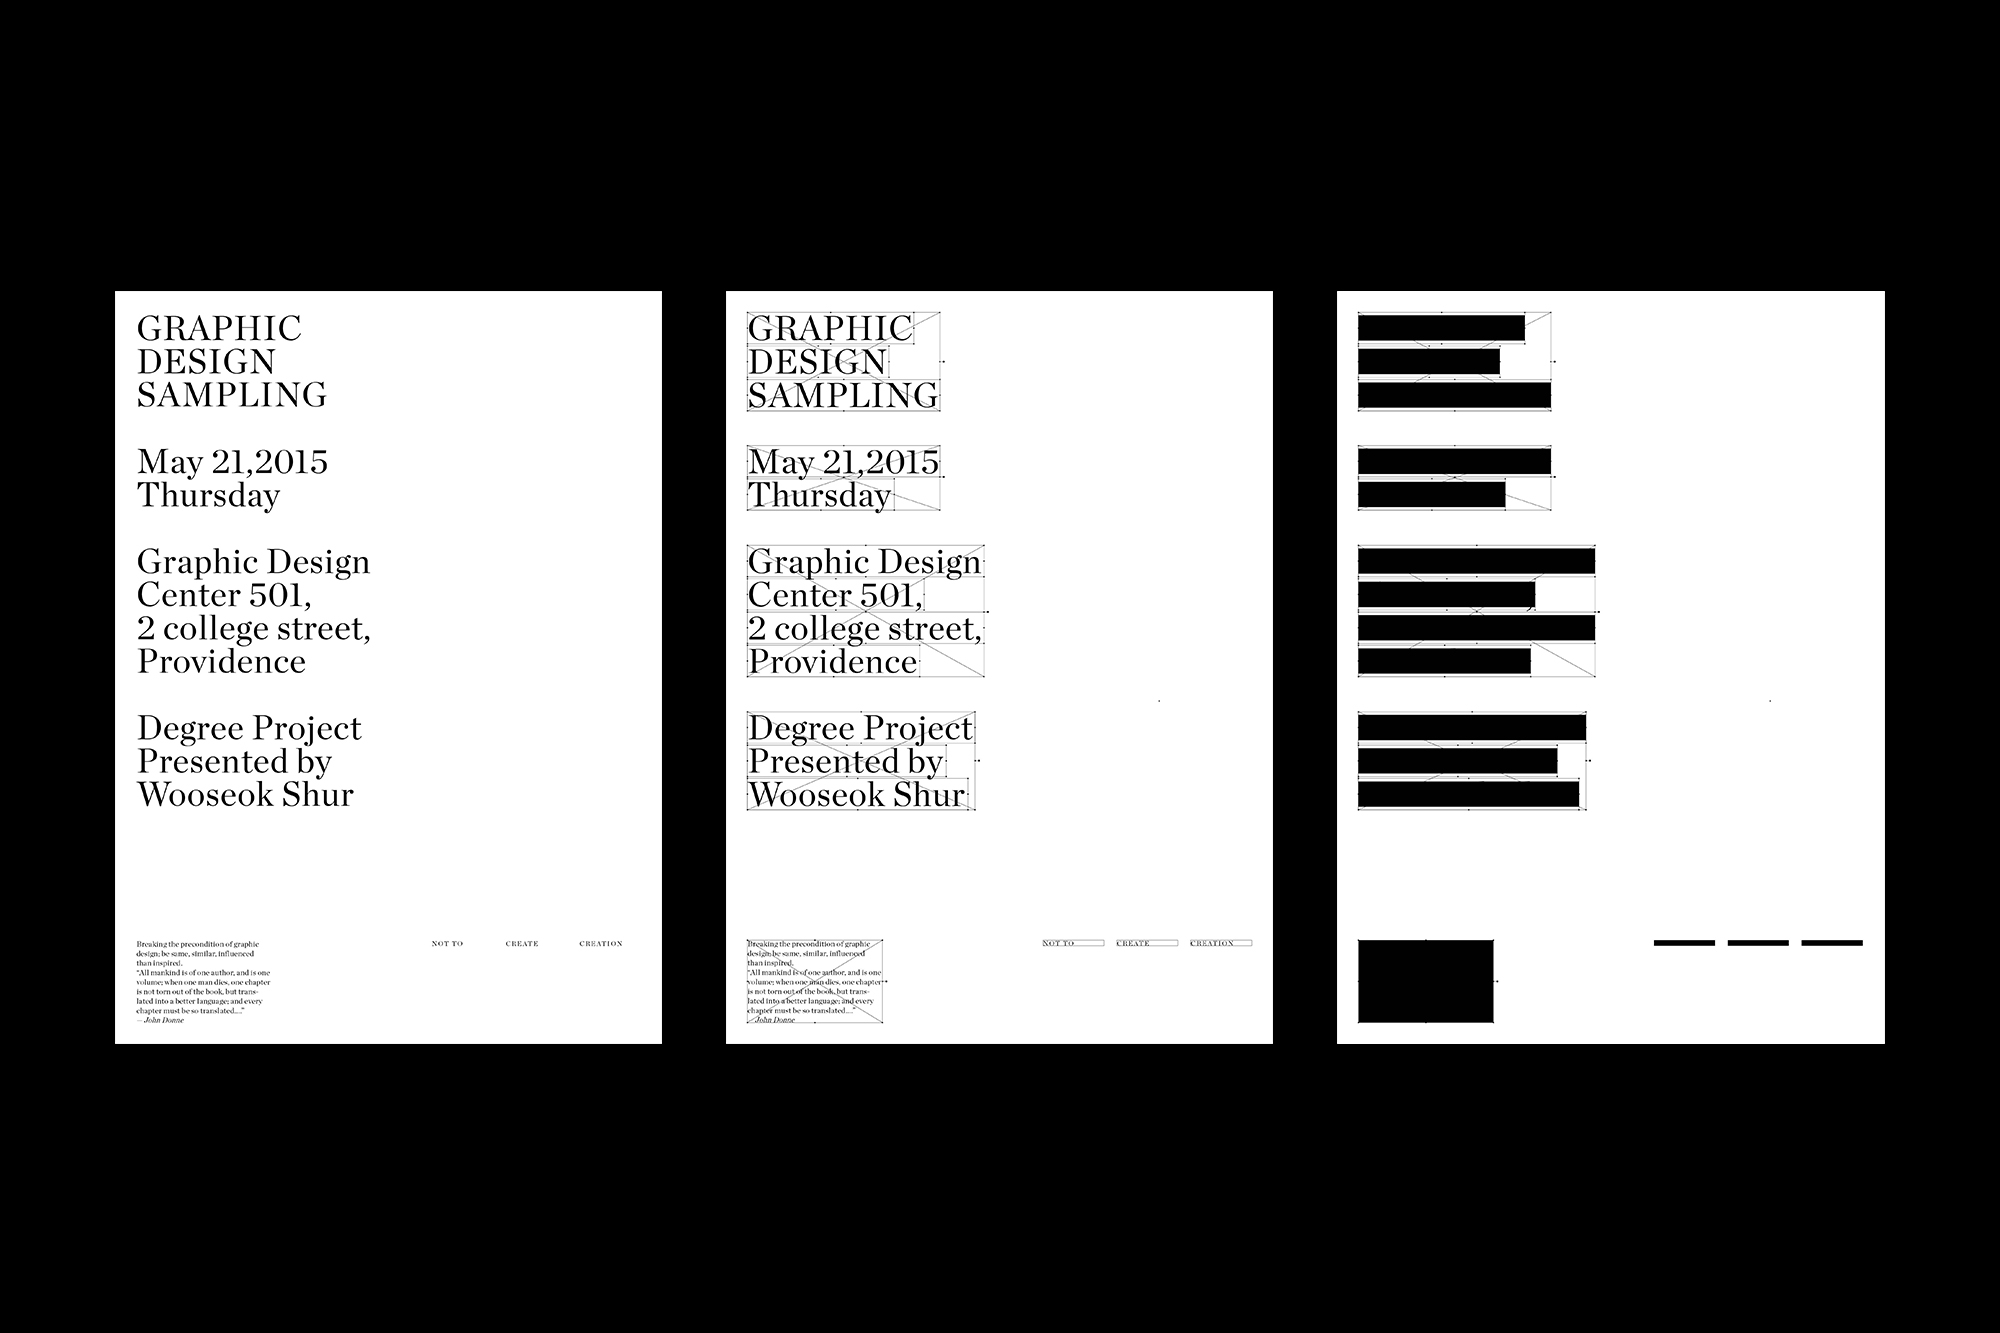 GRAPHIC
DESIGN
SAMPLING
May 21,2015
Thursday
Graphic Design
Center 501,
2 college street,
Providence
Degree Project
Presented by
Wooseok Shur
Breaking the precondition of graphic
design; be same, similar, influenced
than inspired.
“All mankind is of one author, and is one
volume; when one man dies, one chapter
is not torn out of the book, but trans-
lated into a better language; and every
chapter must be so translated....”
— John Donne
NOT TO
CREATE
CREATION
GRAPHIC
DESIGN
SAMPLING
May 21,2015
Thursday
Graphic Design
Center 501,
2 college street,
Providence
Degree Project
Presented by
Wooseok Shur
Breaking the precondition of graphic
design; be same, similar, influenced
than inspired.
“All mankind is of one author, and is one
volume; when one man dies, one chapter
is not torn out of the book, but trans-
lated into a better language; and every
chapter must be so translated....”
— John Donne
NOT TO
CREATE
CREATION